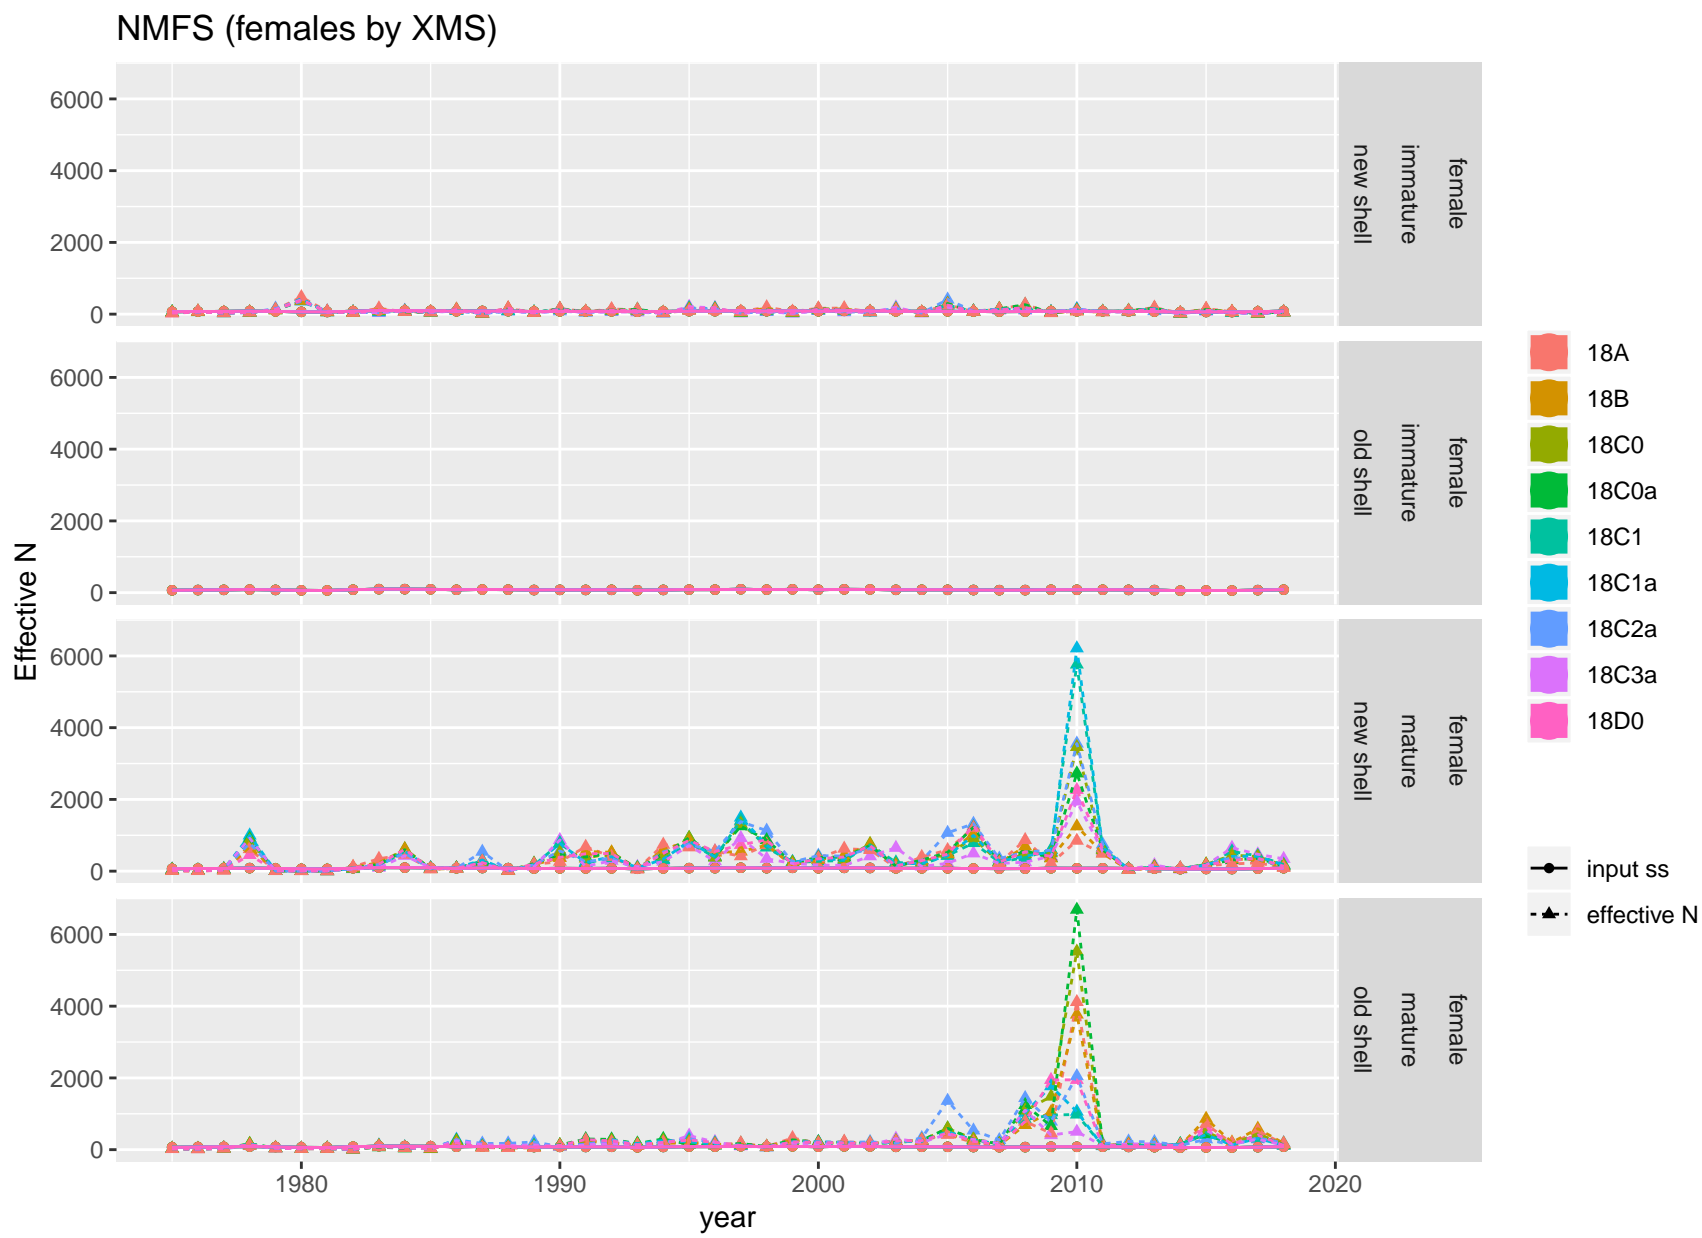 NMFS (females by XMS)
6000
4000
2000
0
new shell
immature
female
6000
4000
2000
0
old shell
immature
female
6000
4000
2000
0
new shell
mature
female
6000
4000
2000
0
old shell
mature
female
Effective N
1980
1990
2000
2010
2020
year
18A
18B
18C0
18C0a
18C1
18C1a
18C2a
18C3a
18D0
input ss
effective N